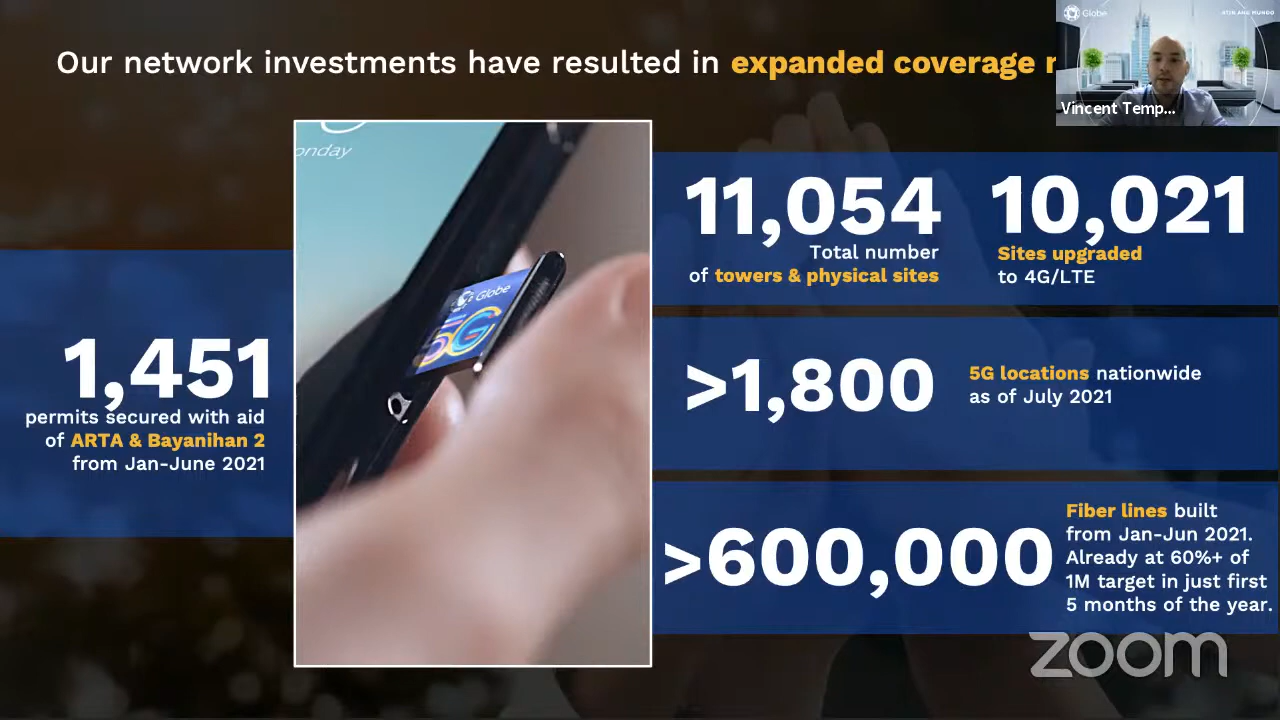 Our network investments have resulted in expanded coverage
Globe
Vincent Temp...
onday
Globe
5G
1,451
permits secured with aid
of ARTA & Bayanihan 2
from Jan-June 2021
11,054
Total number
of towers & physical sites
10,021
Sites upgraded
to 4G/LTE
>1,800
5G locations nationwide
as of July 2021
>600,000
Fiber lines built
from Jan-Jun 2021.
Already at 60%+ of
1M target in just first
5 months of the year.
zoom